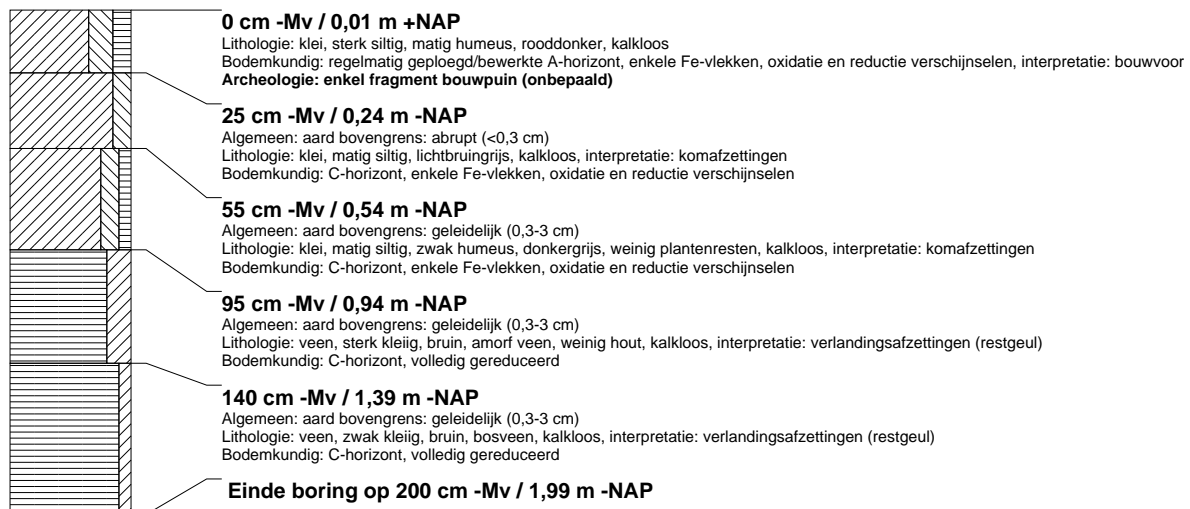 0 cm -Mv / 0,01 m +NAP
Lithologie: klei, sterk siltig, matig humeus, rooddonker, kalkloos
Bodemkundig: regelmatig geploegd/bewerkte A-horizont, enkele Fe-vlekken, oxidatie en reductie verschijnselen, interpretatie: bouwvoor
Archeologie: enkel fragment bouwpuin (onbepaald)
25 cm -Mv / 0,24 m -NAP
Algemeen: aard bovengrens: abrupt (<0,3 cm)
Lithologie: klei, matig siltig, lichtbruingrijs, kalkloos, interpretatie: komafzettingen
Bodemkundig: C-horizont, enkele Fe-vlekken, oxidatie en reductie verschijnselen
55 cm -Mv / 0,54 m -NAP
Algemeen: aard bovengrens: geleidelijk (0,3-3 cm)
Lithologie: klei, matig siltig, zwak humeus, donkergrijs, weinig plantenresten, kalkloos, interpretatie: komafzettingen
Bodemkundig: C-horizont, enkele Fe-vlekken, oxidatie en reductie verschijnselen
95 cm -Mv / 0,94 m -NAP
Algemeen: aard bovengrens: geleidelijk (0,3-3 cm)
Lithologie: veen, sterk kleiig, bruin, amorf veen, weinig hout, kalkloos, interpretatie: verlandingsafzettingen (restgeul)
Bodemkundig: C-horizont, volledig gereduceerd
140 cm -Mv / 1,39 m -NAP
Algemeen: aard bovengrens: geleidelijk (0,3-3 cm)
Lithologie: veen, zwak kleiig, bruin, bosveen, kalkloos, interpretatie: verlandingsafzettingen (restgeul)
Bodemkundig: C-horizont, volledig gereduceerd
Einde boring op 200 cm -Mv / 1,99 m -NAP